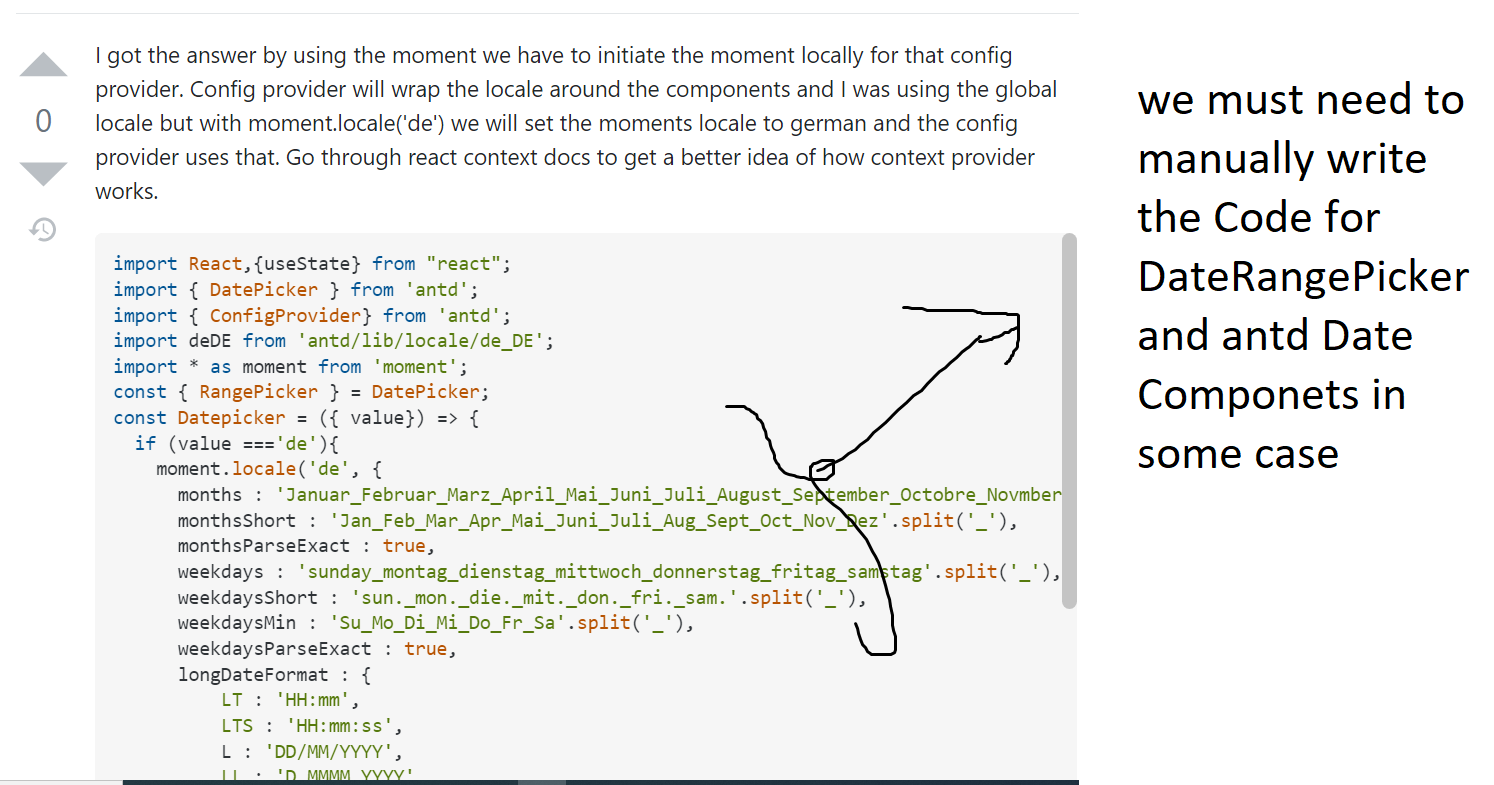 I got the answer by using the moment we have to initiate the moment locally for that config
provider. Config provider will wrap the locale around the components and I was using the global
locale but with moment.locale('de') we will set the moments locale to german and the config
provider uses that. Go through react context docs to get a better idea of how context provider
works.
0
import React,{useState} from "react";
import { DatePicker } from 'antd';
import { ConfigProvider} from 'antd';
import deDE from 'antd/lib/locale/de_DE';
import * as moment from 'moment';
const { RangePicker } = DatePicker;
const Datepicker = ({ value}) => {
if (value ==='de'){
moment.locale('de', {
months : 'Januar_Februar_Marz_April_Mai_Juni_Juli_August_September_Octobre_Novmber
monthsShort : 'Jan_Feb_Mar_Apr_Mai_Juni_Juli_Aug_Sept_Oct_Nov_Dez'.split('_'),
monthsParseExact : true,
weekdays : 'sunday_montag_dienstag_mittwoch_donnerstag_fritag_samstag'.split('_'),
weekdaysShort : 'sun._mon._die._mit._don._fri._sam.'.split('_'),
weekdaysMin : 'Su_Mo_Di_Mi_Do_Fr_Sa'.split('_'),
weekdaysParseExact : true,
longDateFormat : {
LT : 'HH:mm',
LTS : 'HH:mm:ss',
L : 'DD/MM/YYYY',
LL : 'D MMMM YYYY'
we must need to
manually write
the Code for
DateRangePicker
and antd Date
Componets in
some case